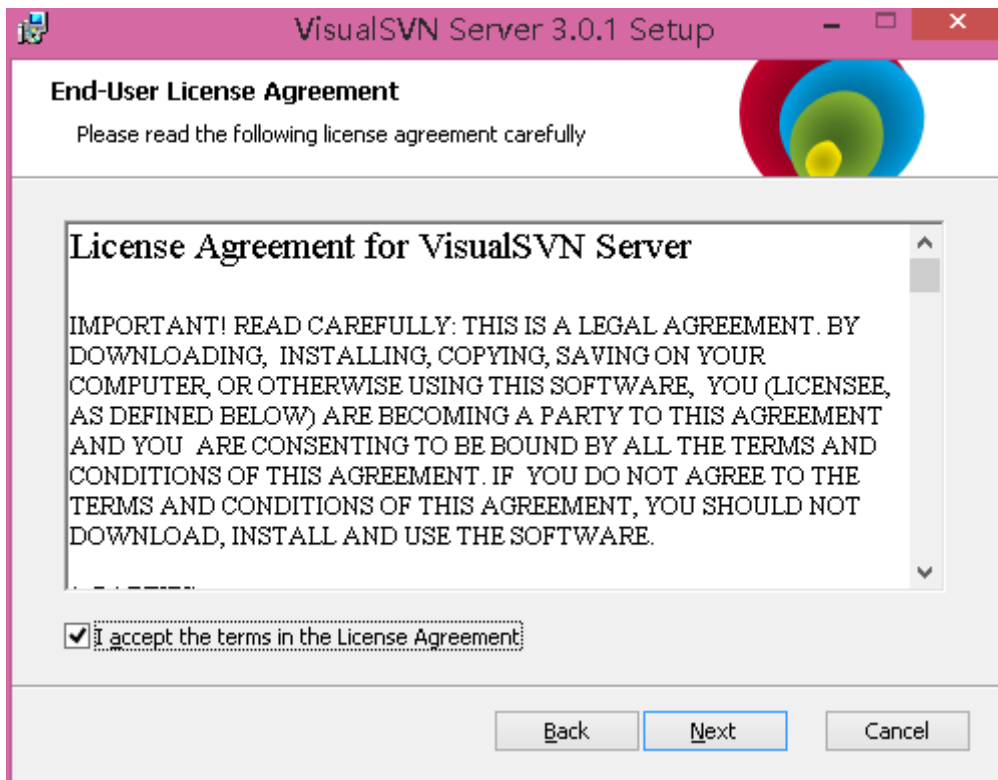 VisualSVN Server 3.0.1 Setup
End-User License Agreement
Please read the following license agreement carefully
License Agreement for VisualSVN Server
IMPORTANT! READ CAREFULLY: THIS IS A LEGAL AGREEMENT. BY
DOWNLOADING, INSTALLING, COPYING, SAVING ON YOUR
COMPUTER, OR OTHERWISE USING THIS SOFTWARE, YOU (LICENSEE,
AS DEFINED BELOW) ARE BECOMING A PARTY TO THIS AGREEMENT
AND YOU ARE CONSENTING TO BE BOUND BY ALL THE TERMS AND
CONDITIONS OF THIS AGREEMENT. IF YOU DO NOT AGREE TO THE
TERMS AND CONDITIONS OF THIS AGREEMENT, YOU SHOULD NOT
DOWNLOAD, INSTALL AND USE THE SOFTWARE.
I accept the terms in the License Agreement
Back Next Cancel